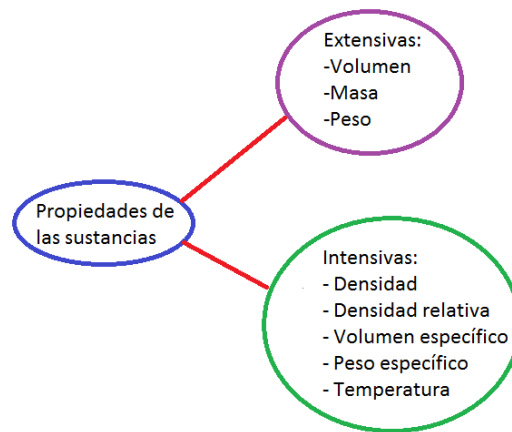 Extensivas:
-Volumen
-Masa
-Peso
Propiedades de
las sustancias
Intensivas:
- Densidad
- Densidad relativa
- Volumen específico
- Peso específico
- Temperatura